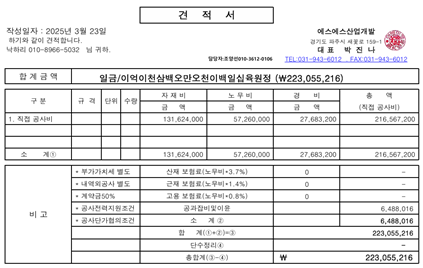 견 적 서
작성일자 : 2025년 3월 23일
하기와 같이 견적합니다.
낙하리 010-8966-5032 님 귀하.
에스에스산업개발
경기도 파주시 새꽃로 159-1
대 표 박 진 나
담당자:조양선010-3612-0106
TEL:031-943-6012 , FAX:031-943-6012
합 계 금 액 일금/이억이천삼백오만오천이백일십육원정 (₩223,055,216)
구 분 규 격 단위 수량 자 재 비 노 무 비 경 비 총 액
금 액 금 액 금 액 (직접 공사비)
1. 직접 공사비 131,624,000 57,260,000 27,683,200 216,567,200
소 계① 131,624,000 57,260,000 27,683,200 216,567,200
비 고
* 부가가치세 별도 산재 보험료(노무비*3.7%) 0 -
* 내역외공사 별도 근재 보험료(노무비*1.4%) 0 -
* 계약금50% 고용 보험료(노무비*0.8%) 0 -
* 공사전력지원조건 공과잡비및이윤 6,488,016
* 공사단가협의조건 소 계 ② 6,488,016
합 계(①+②)=③ 223,055,216
단수정리④ -
총합계(③-④) ₩ 223,055,216